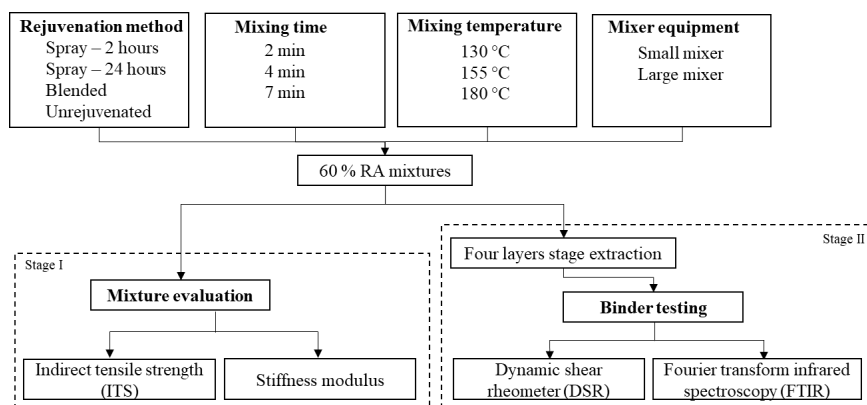 Rejuvenation method
Spray – 2 hours
Spray – 24 hours
Blended
Unrejuvenated
Mixing time
2 min
4 min
7 min
Mixing temperature
130 °C
155 °C
180 °C
Mixer equipment
Small mixer
Large mixer
60 % RA mixtures
Stage I
Mixture evaluation
Indirect tensile strength
(ITS)
Stiffness modulus
Stage II
Four layers stage extraction
Binder testing
Dynamic shear
rheometer (DSR)
Fourier transform infrared
spectroscopy (FTIR)